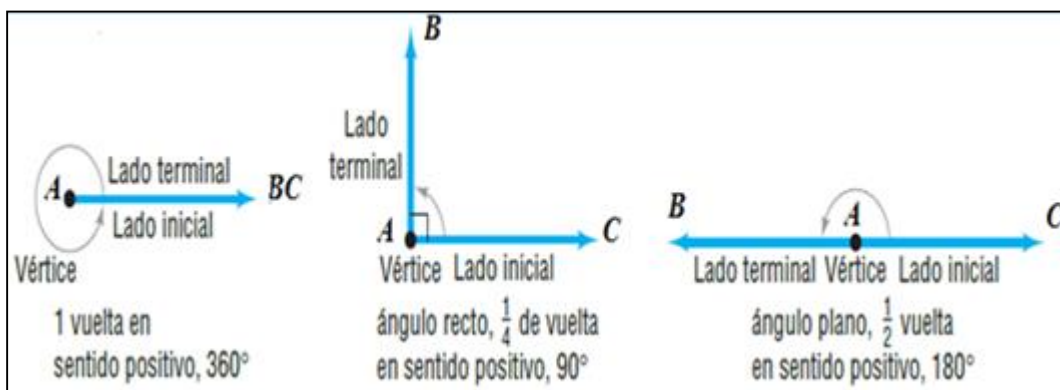 A
Lado terminal
BC
Lado inicial
Vértice
1 vuelta en
sentido positivo, 360°
B
Lado
terminal
A
C
Vértice Lado inicial
ángulo recto, 1/4 de vuelta
en sentido positivo, 90°
B
A
C
Lado terminal Vértice Lado inicial
ángulo plano, 1/2 vuelta
en sentido positivo, 180°